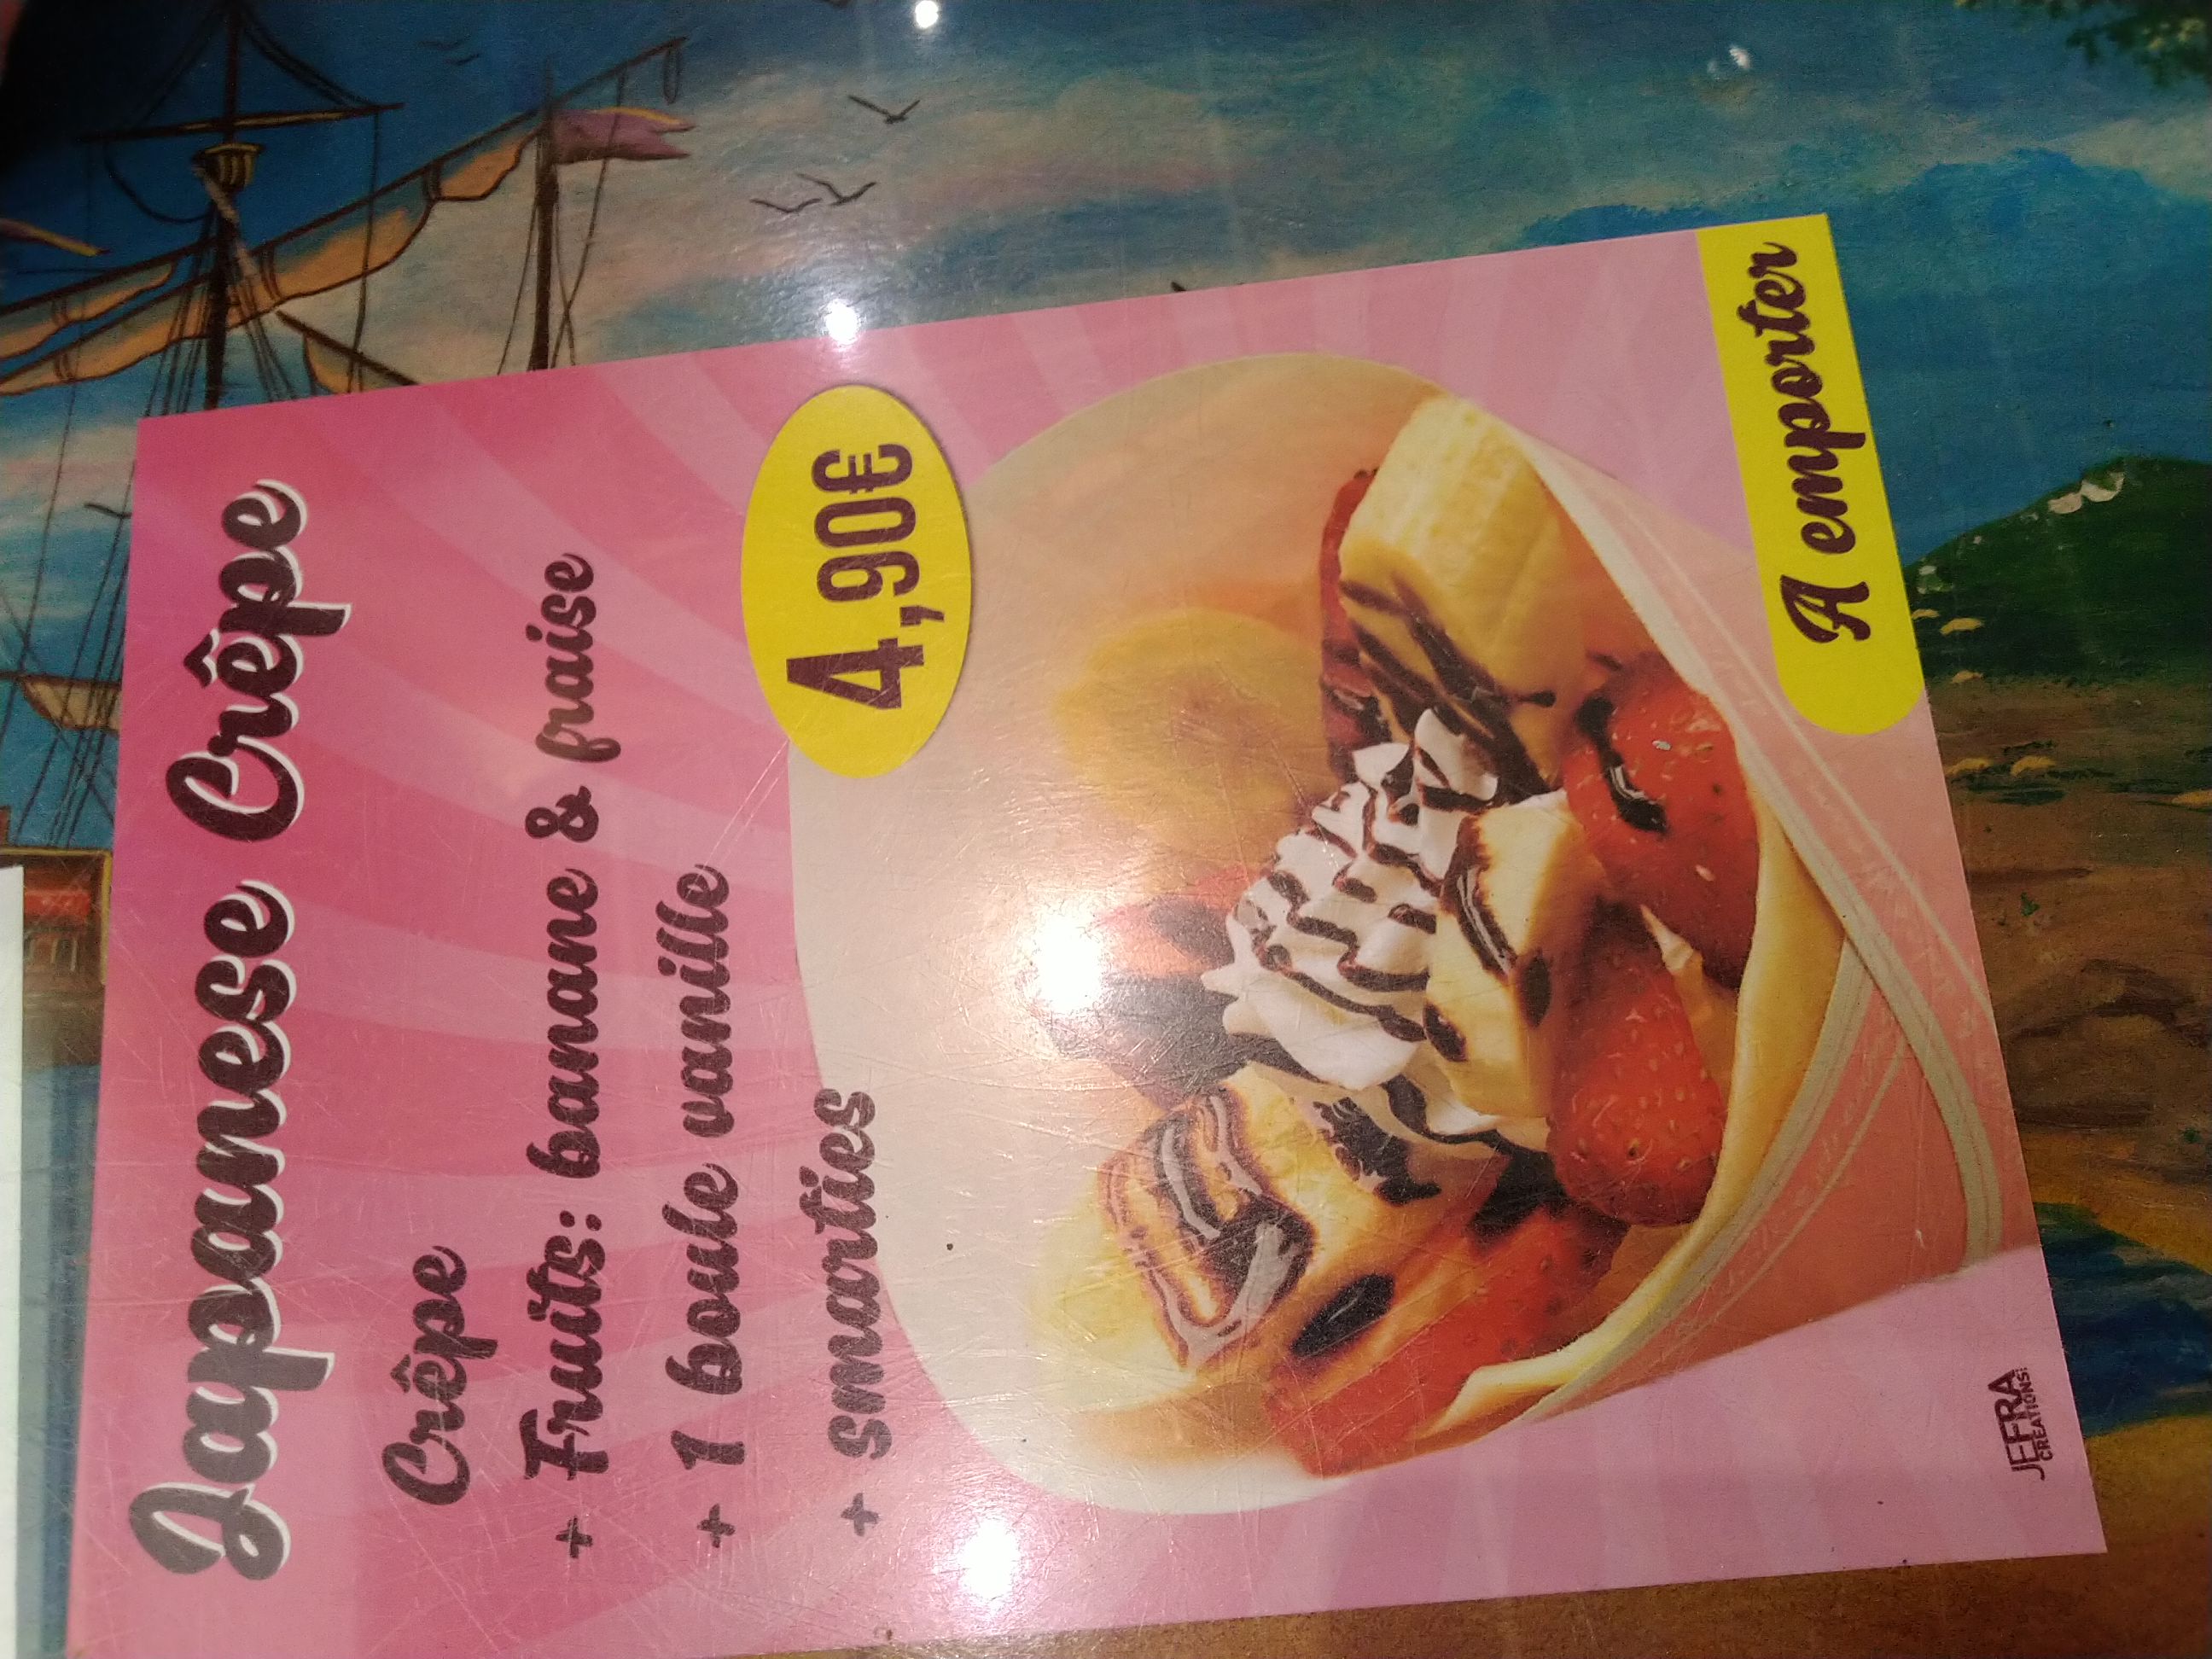 Japanese Crêpe
Crêpe
+ Fruits: banane & fraise
+ 1 boule vanille
+ smarties
4,90€
A emporter
JEFRA
CREATIONS